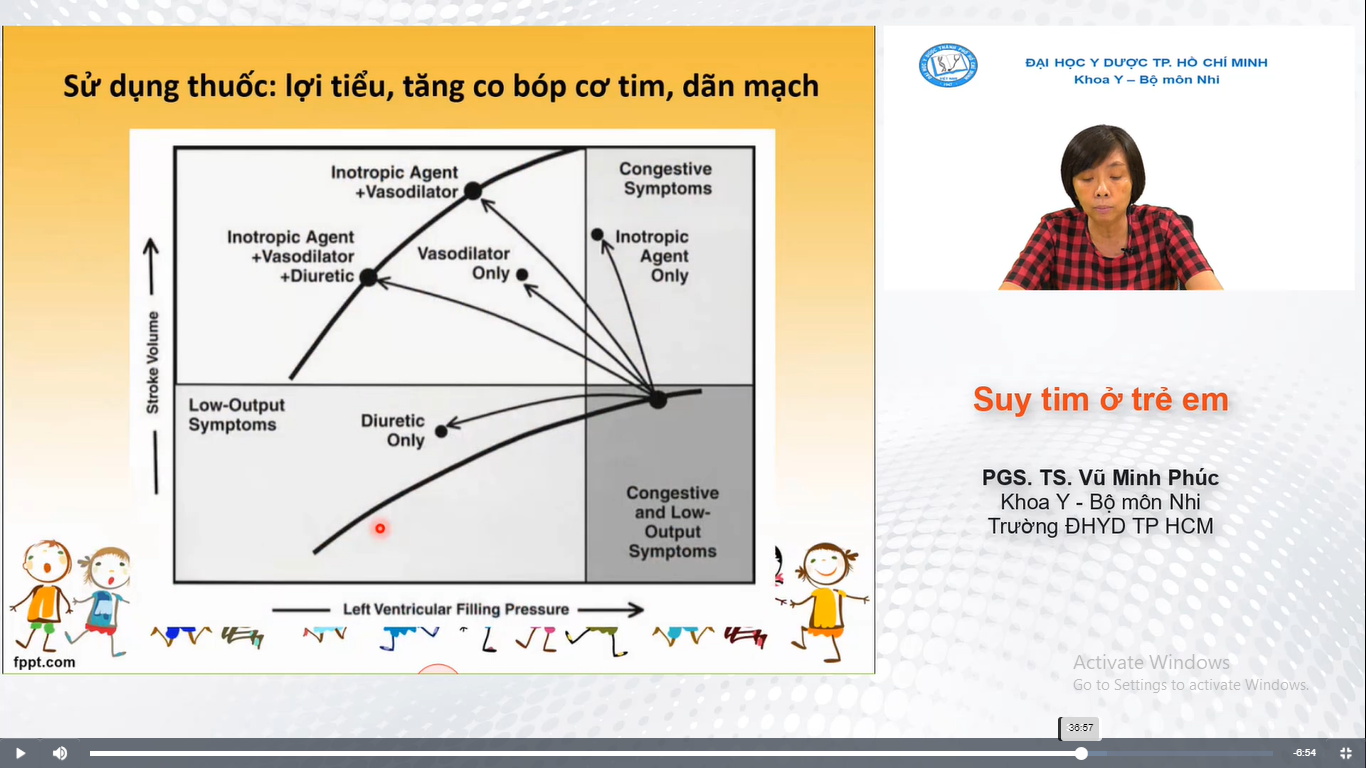 Sử dụng thuốc: lợi tiểu, tăng co bóp cơ tim, dãn mạch
Inotropic Agent
+Vasodilator
Congestive
Symptoms
Inotropic Agent
+Vasodilator
+Diuretic
Vasodilator
Only
Inotropic
Agent
Only
Stroke Volume
Low-Output
Symptoms
Diuretic
Only
Congestive
and Low-
Output
Symptoms
Left Ventricular Filling Pressure
fppt.com
ĐẠI HỌC Y DƯỢC TP. HỒ CHÍ MINH
Khoa Y – Bộ môn Nhi
Suy tim ở trẻ em
PGS. TS. Vũ Minh Phúc
Khoa Y - Bộ môn Nhi
Trường ĐHYD TP HCM
Activate Windows
Go to Settings to activate Windows.
36:57
-6:54